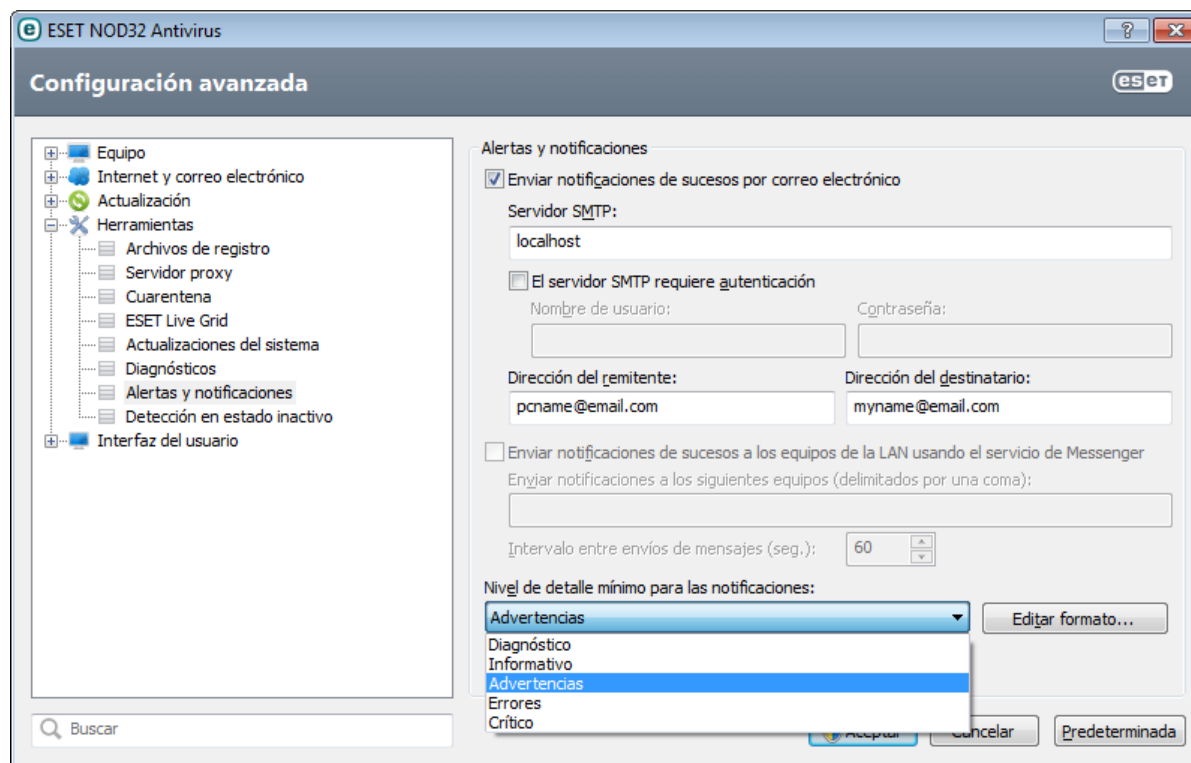 ESET NOD32 Antivirus
Configuración avanzada
eset
Equipo
Internet y correo electrónico
Actualización
Herramientas
Archivos de registro
Servidor proxy
Cuarentena
ESET Live Grid
Actualizaciones del sistema
Diagnósticos
Alertas y notificaciones
Detección en estado inactivo
Interfaz del usuario
Buscar
Alertas y notificaciones
Enviar notificaciones de sucesos por correo electrónico
Servidor SMTP:
localhost
El servidor SMTP requiere autenticación
Nombre de usuario: Contraseña:
Dirección del remitente: Dirección del destinatario:
pcname@email.com myname@email.com
Enviar notificaciones de sucesos a los equipos de la LAN usando el servicio de Messenger
Enviar notificaciones a los siguientes equipos (delimitados por una coma):
Intervalo entre envíos de mensajes (seg.): 60
Nivel de detalle mínimo para las notificaciones:
Advertencias Editar formato...
Diagnóstico
Informativo
Advertencias
Errores
Crítico
Aceptar Cancelar Predeterminada